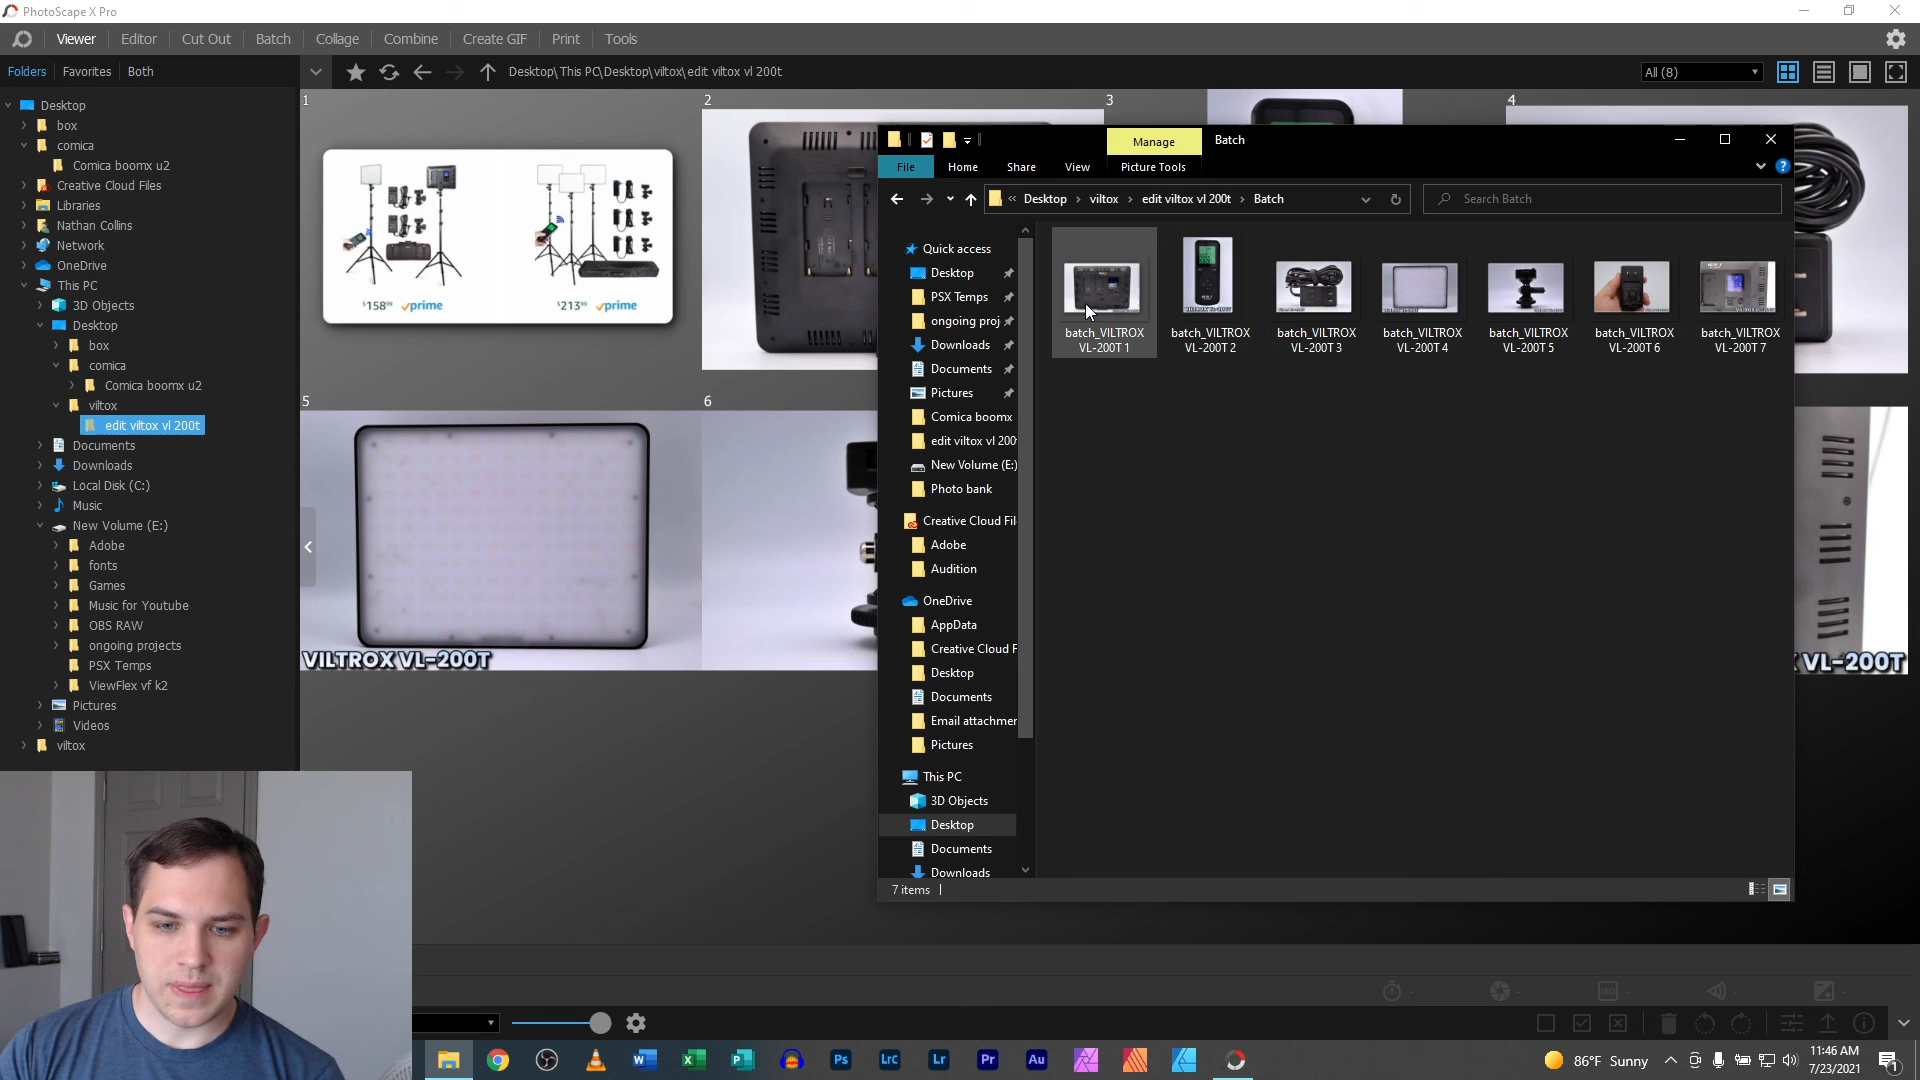 PhotoScape X Pro
Viewer
Editor
Cut Out
Batch
Collage
Combine
Create GIF
Print
Tools
Folders
Favorites
Both
Desktop\ This PC\Desktop\viltox\edit viltox vl 200t
All (8)
Desktop
box
comica
Comica boomx u2
Creative Cloud Files
Libraries
Nathan Collins
Network
OneDrive
This PC
3D Objects
Desktop
box
comica
Comica boomx u2
viltox
edit viltox vl 200t
Documents
Downloads
Local Disk (C:)
Music
New Volume (E:)
Adobe
fonts
Games
Music for Youtube
OBS RAW
ongoing projects
PSX Temps
ViewFlex vf k2
Pictures
Videos
viltox
1
2
3
4
5
6
$158⁹⁹ prime
$213⁹⁹ prime
VILTROX VL-200T
X VL-200T
Manage
Batch
File
Home
Share
View
Picture Tools
« Desktop > viltox > edit viltox vl 200t > Batch
Search Batch
Quick access
Desktop
PSX Temps
ongoing proj
Downloads
Documents
Pictures
Comica boomx
edit viltox vl 200
New Volume (E:)
Photo bank
Creative Cloud Fil
Adobe
Audition
OneDrive
AppData
Creative Cloud F
Desktop
Documents
Email attachmer
Pictures
This PC
3D Objects
Desktop
Documents
Downloads
batch_VILTROX VL-200T 1
batch_VILTROX VL-200T 2
batch_VILTROX VL-200T 3
batch_VILTROX VL-200T 4
batch_VILTROX VL-200T 5
batch_VILTROX VL-200T 6
batch_VILTROX VL-200T 7
7 items
ISO
Ps
LrC
Lr
Pr
Au
86°F Sunny
11:46 AM
7/23/2021
1